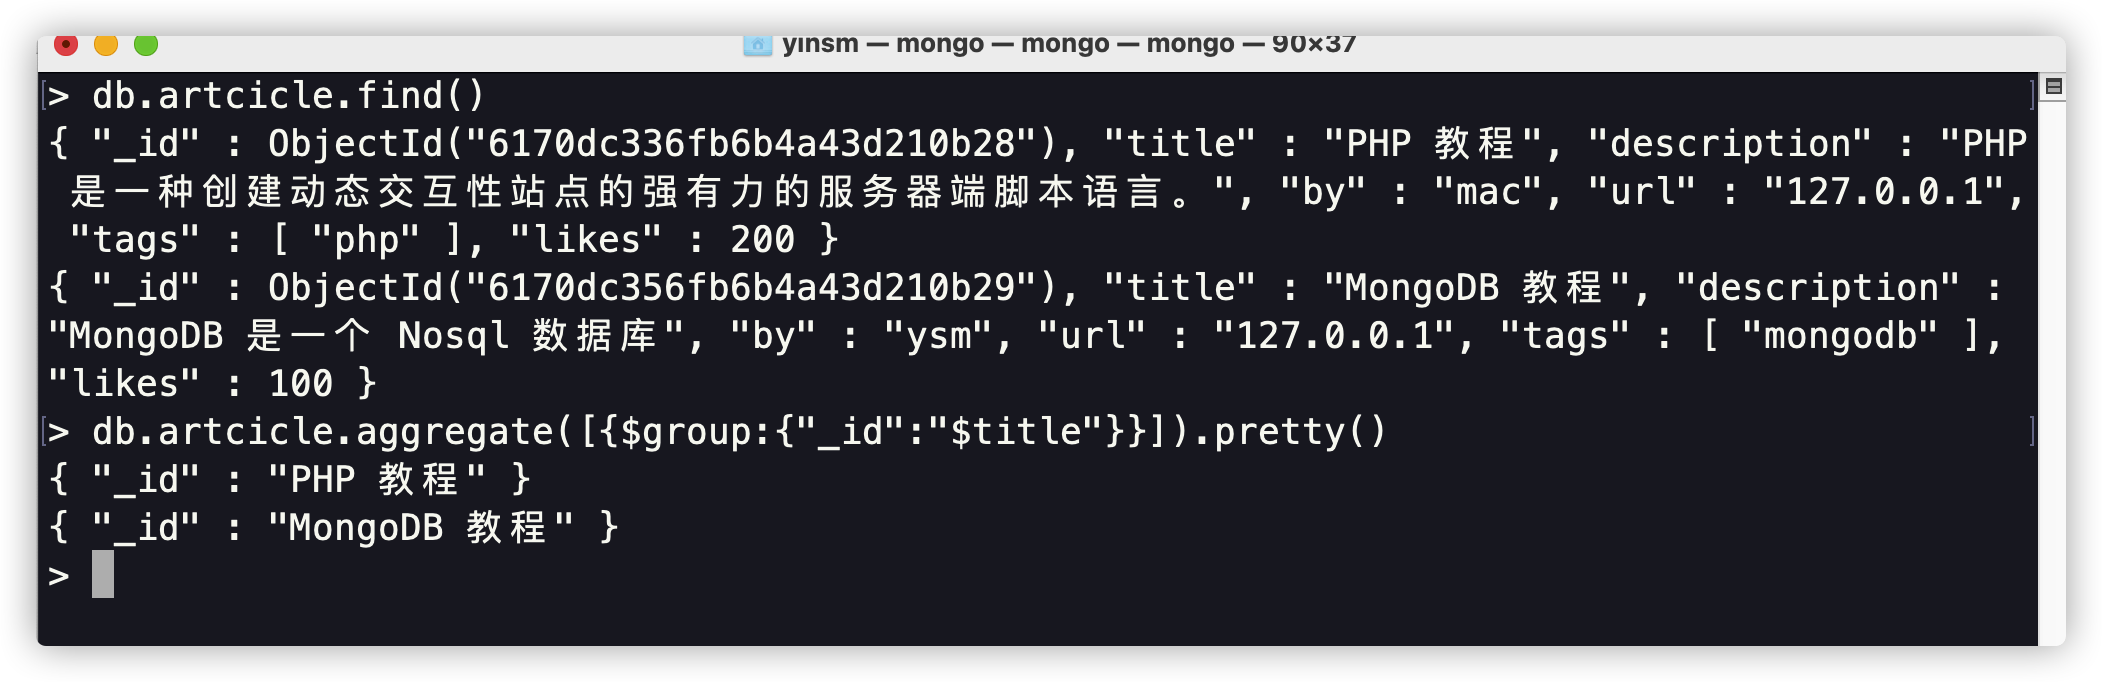 yinsm — mongo — mongo — mongo — 90×37
> db.artcicle.find()
{ "_id" : ObjectId("6170dc336fb6b4a43d210b28"), "title" : "PHP 教程", "description" : "PHP
是一种创建动态交互性站点的强有力的服务器端脚本语言。", "by" : "mac", "url" : "127.0.0.1",
"tags" : [ "php" ], "likes" : 200 }
{ "_id" : ObjectId("6170dc356fb6b4a43d210b29"), "title" : "MongoDB 教程", "description" :
"MongoDB 是一个 Nosql 数据库", "by" : "ysm", "url" : "127.0.0.1", "tags" : [ "mongodb" ],
"likes" : 100 }
> db.artcicle.aggregate([{$group:{"_id":"$title"}}]).pretty()
{ "_id" : "PHP 教程" }
{ "_id" : "MongoDB 教程" }
>